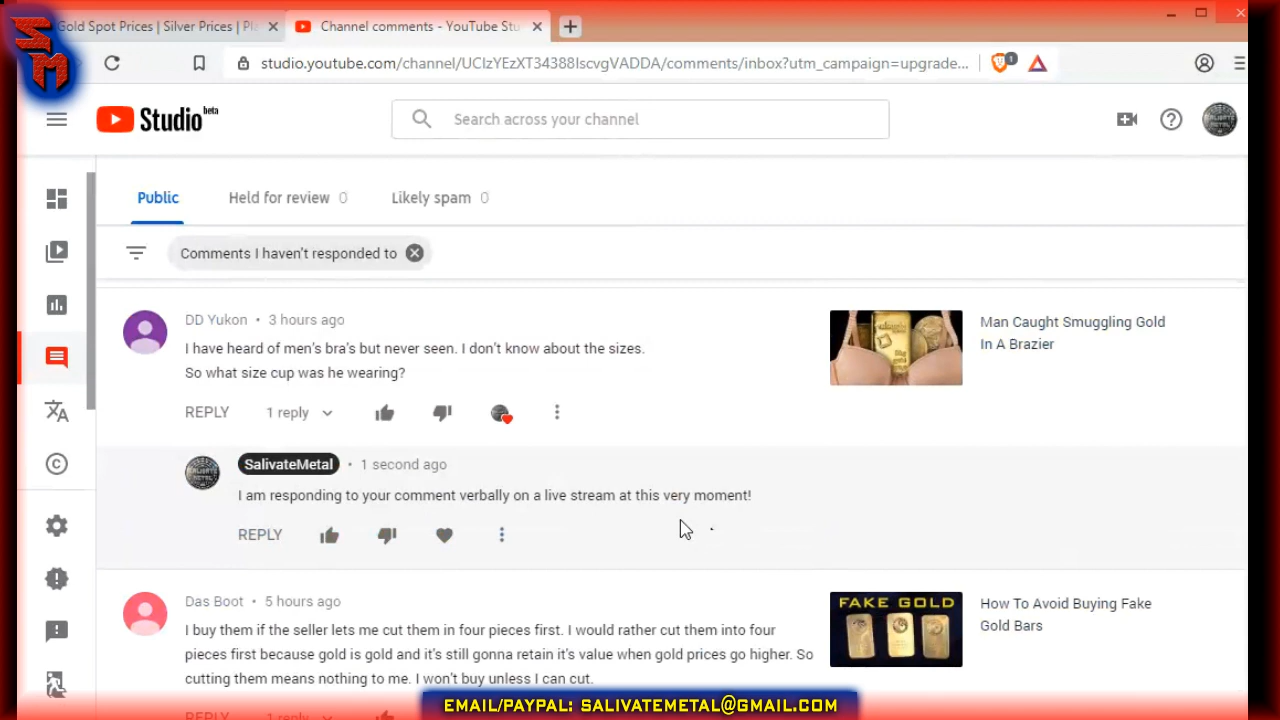 SM
Gold Spot Prices | Silver Prices | Pl
Channel comments - YouTube Stu
studio.youtube.com/channel/UCIzYEzXT34388IscvgVADDA/comments/inbox?utm_campaign=upgrade...
1
Studio beta
Search across your channel
SALIVATE METAL
Public
Held for review 0
Likely spam 0
Comments I haven't responded to
DD Yukon • 3 hours ago
I have heard of men's bra's but never seen. I don't know about the sizes.
So what size cup was he wearing?
REPLY 1 reply
Man Caught Smuggling Gold
In A Brazier
SalivateMetal • 1 second ago
I am responding to your comment verbally on a live stream at this very moment!
REPLY
Das Boot • 5 hours ago
I buy them if the seller lets me cut them in four pieces first. I would rather cut them into four
pieces first because gold is gold and it's still gonna retain it's value when gold prices go higher. So
cutting them means nothing to me. I won't buy unless I can cut.
REPLY 1 reply
FAKE GOLD
How To Avoid Buying Fake
Gold Bars
EMAIL/PAYPAL: SALIVATEMETAL@GMAIL.COM